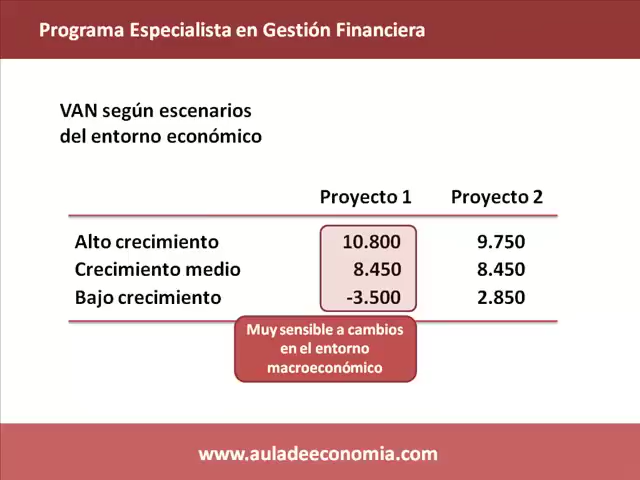 Programa Especialista en Gestión Financiera
VAN según escenarios
del entorno económico
Proyecto 1 Proyecto 2
Alto crecimiento 10.800 9.750
Crecimiento medio 8.450 8.450
Bajo crecimiento -3.500 2.850
Muy sensible a cambios
en el entorno
macroeconómico
www.auladeeconomia.com